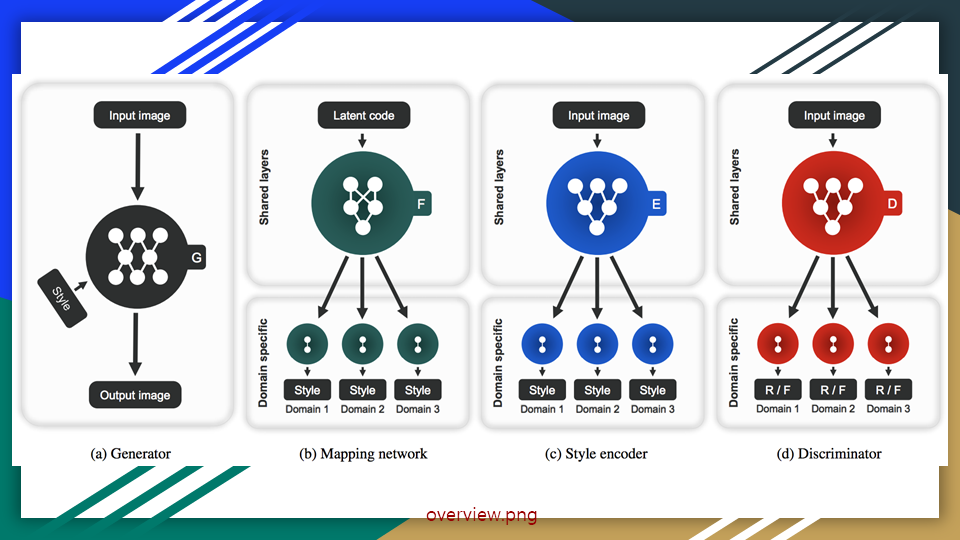 Input image
G
Style
Output image
(a) Generator
Shared layers
Latent code
F
Domain specific
Style Style Style
Domain 1 Domain 2 Domain 3
(b) Mapping network
Shared layers
Input image
E
Domain specific
Style Style Style
Domain 1 Domain 2 Domain 3
(c) Style encoder
Shared layers
Input image
D
Domain specific
R / F R / F R / F
Domain 1 Domain 2 Domain 3
(d) Discriminator
overview.png